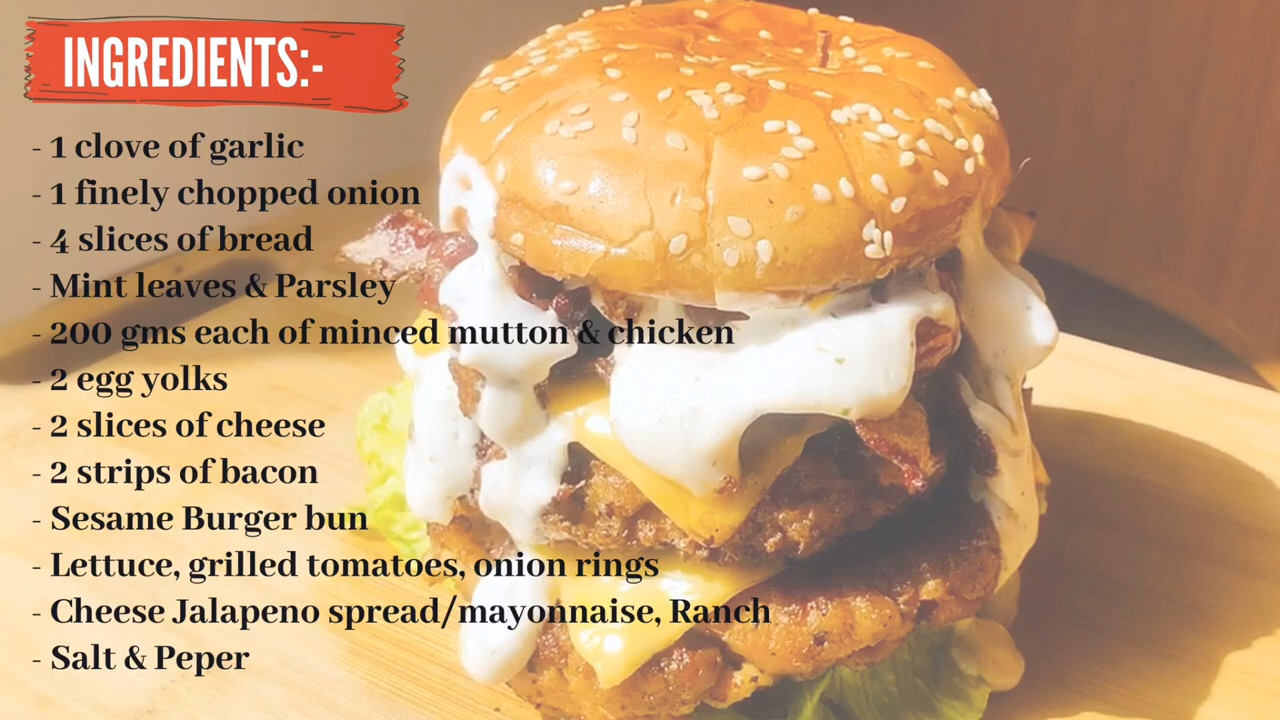 INGREDIENTS:-
- 1 clove of garlic
- 1 finely chopped onion
- 4 slices of bread
- Mint leaves & Parsley
- 200 gms each of minced mutton & chicken
- 2 egg yolks
- 2 slices of cheese
- 2 strips of bacon
- Sesame Burger bun
- Lettuce, grilled tomatoes, onion rings
- Cheese Jalapeno spread/mayonnaise, Ranch
- Salt & Peper